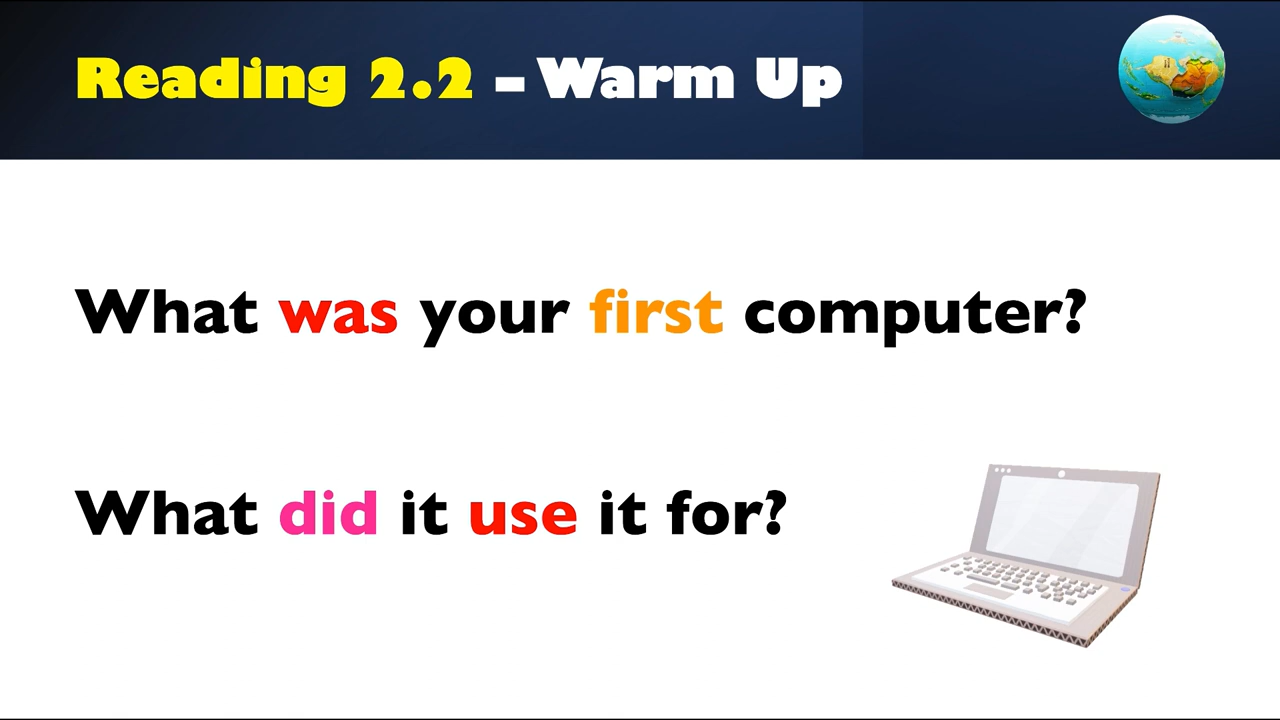 Reading 2.2 – Warm Up
What was your first computer?
What did it use it for?